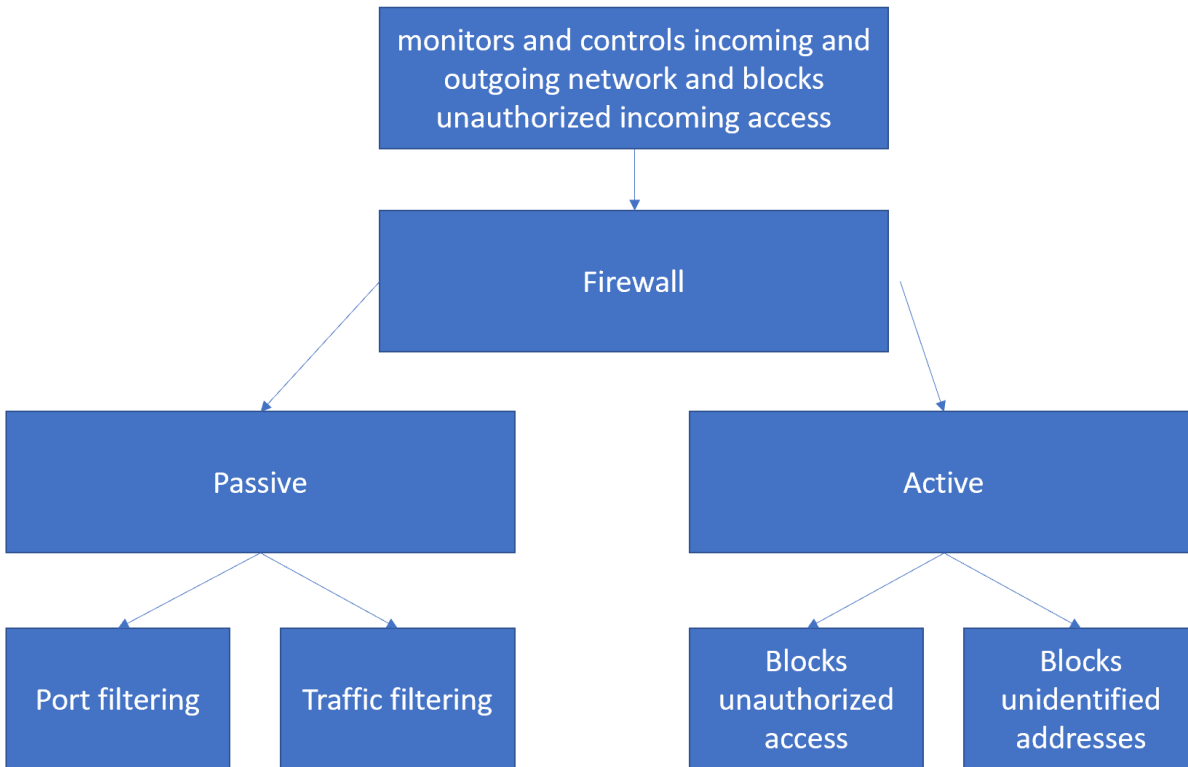 monitors and controls incoming and
outgoing network and blocks
unauthorized incoming access
Firewall
Passive
Active
Port filtering
Traffic filtering
Blocks
unauthorized
access
Blocks
unidentified
addresses